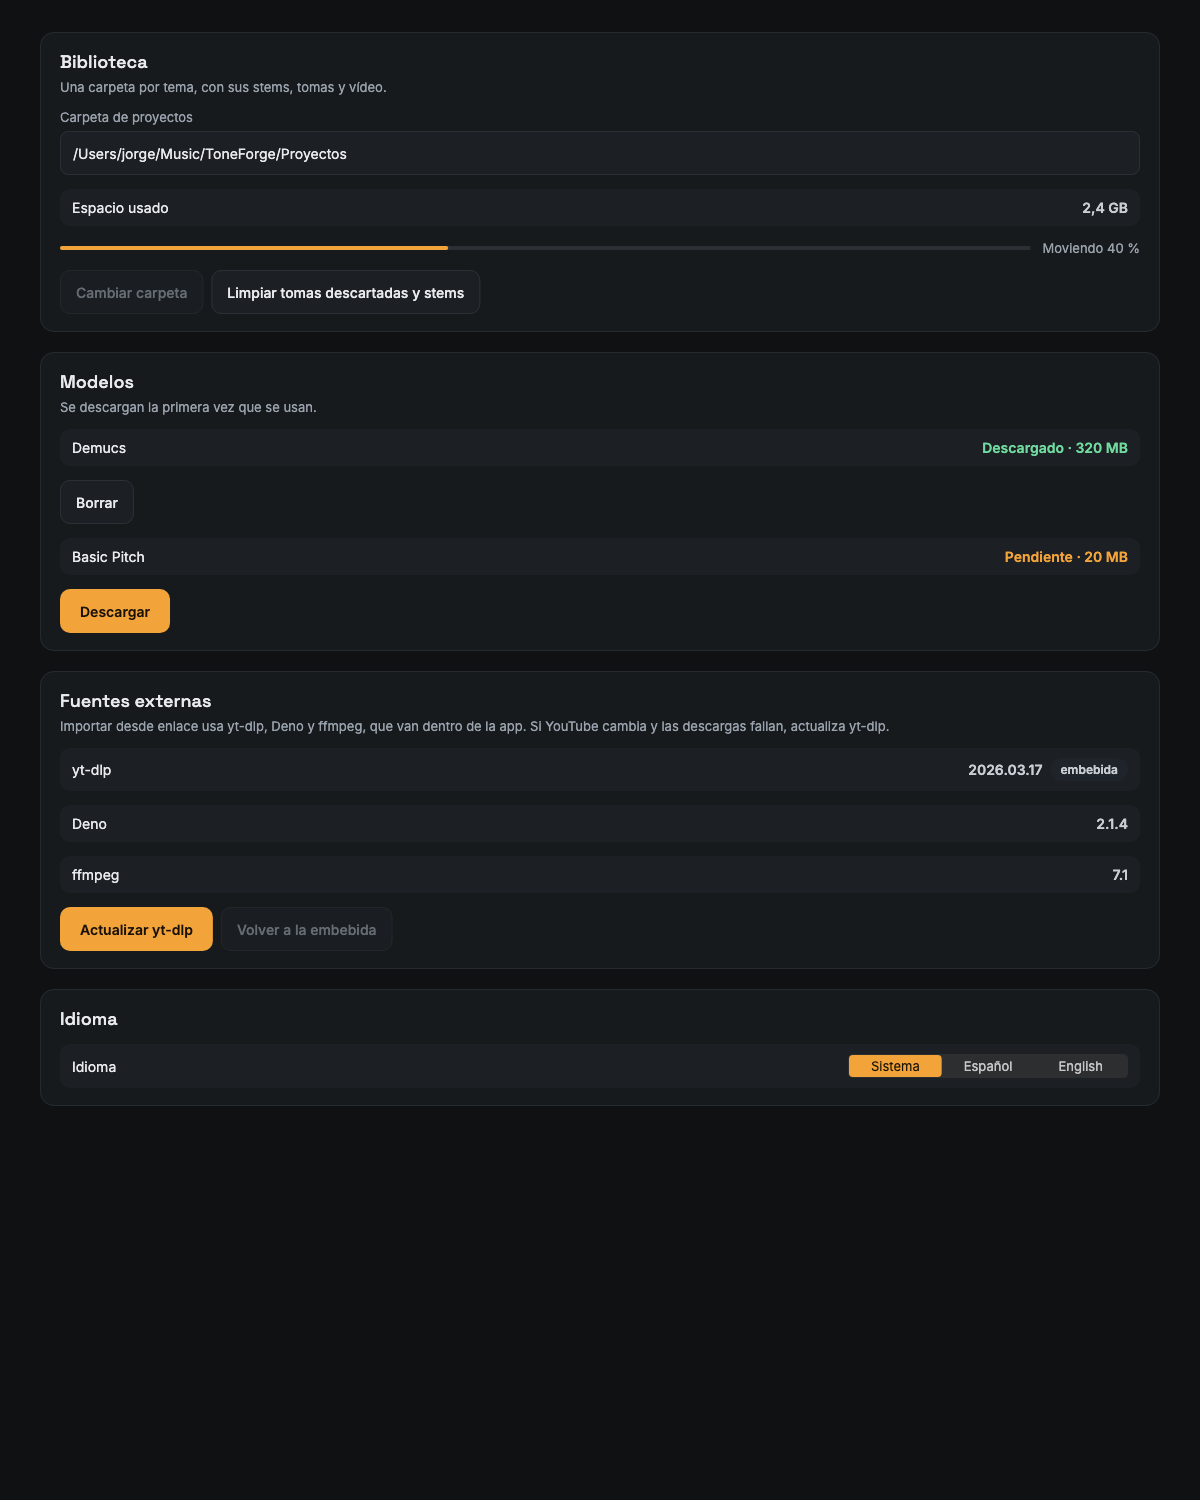 Biblioteca
Una carpeta por tema, con sus stems, tomas y vídeo.
Carpeta de proyectos
/Users/jorge/Music/ToneForge/Proyectos
Espacio usado 2,4 GB
Moviendo 40 %
Cambiar carpeta Limpiar tomas descartadas y stems
Modelos
Se descargan la primera vez que se usan.
Demucs Descargado · 320 MB
Borrar
Basic Pitch Pendiente · 20 MB
Descargar
Fuentes externas
Importar desde enlace usa yt-dlp, Deno y ffmpeg, que van dentro de la app. Si YouTube cambia y las descargas fallan, actualiza yt-dlp.
yt-dlp 2026.03.17 embebida
Deno 2.1.4
ffmpeg 7.1
Actualizar yt-dlp Volver a la embebida
Idioma
Idioma Sistema Español English